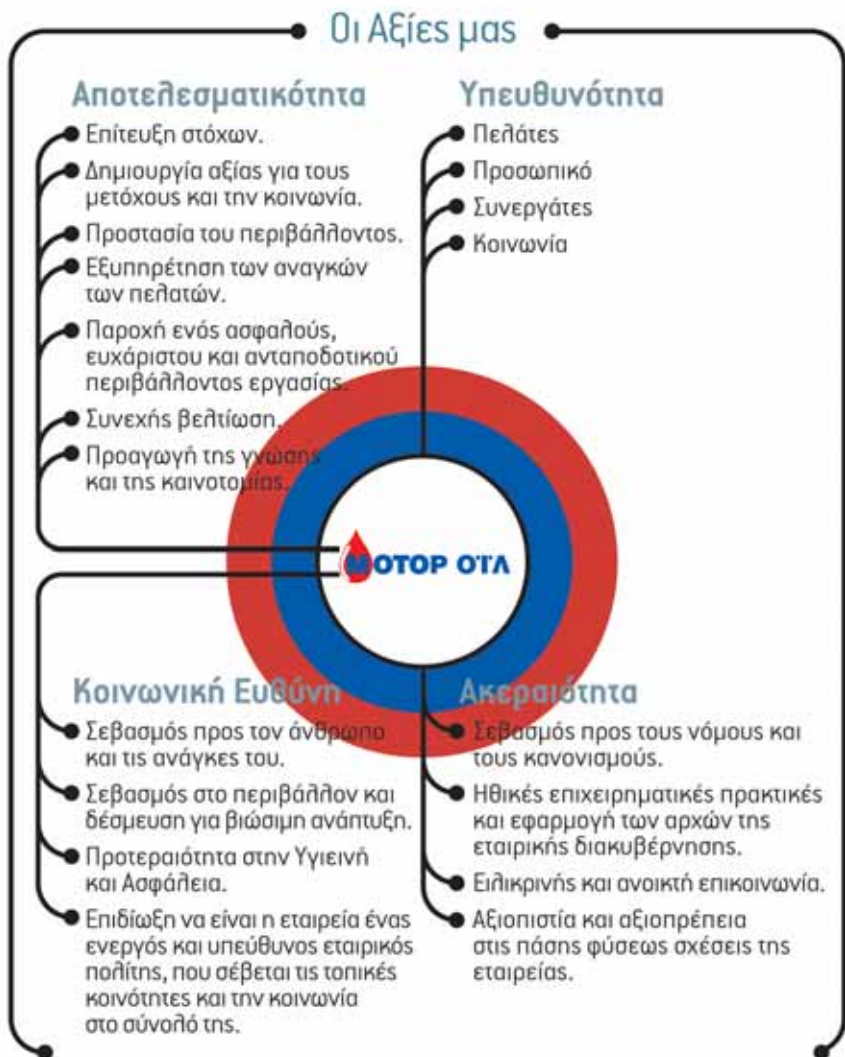 Οι Αξίες μας
Αποτελεσματικότητα
Επίτευξη στόχων.
Δημιουργία αξίας για τους
μετόχους και την κοινωνία.
Προστασία του περιβάλλοντος.
Εξυπηρέτηση των αναγκών
των πελατών.
Παροχή ενός ασφαλούς,
ευχάριστου και ανταποδοτικού
περιβάλλοντος εργασίας.
Συνεχής βελτίωση.
Προαγωγή της γνώσης
και της καινοτομίας.
Υπευθυνότητα
Πελάτες
Προσωπικό
Συνεργάτες
Κοινωνία
ΜΟΤΟΡ ΟΪΛ
Κοινωνική Ευθύνη
Σεβασμός προς τον άνθρωπο
και τις ανάγκες του.
Σεβασμός στο περιβάλλον και
δέσμευση για βιώσιμη ανάπτυξη.
Προτεραιότητα στην Υγιεινή
και Ασφάλεια.
Επιδίωξη να είναι η εταιρεία ένας
ενεργός και υπεύθυνος εταιρικός
πολίτης, που σέβεται τις τοπικές
κοινότητες και την κοινωνία
στο σύνολό της.
Ακεραιότητα
Σεβασμός προς τους νόμους και
τους κανονισμούς.
Ηθικές επιχειρηματικές πρακτικές
και εφαρμογή των αρχών της
εταιρικής διακυβέρνησης.
Ειλικρινής και ανοικτή επικοινωνία.
Αξιοπιστία και αξιοπρέπεια
στις πάσης φύσεως σχέσεις της
εταιρείας.